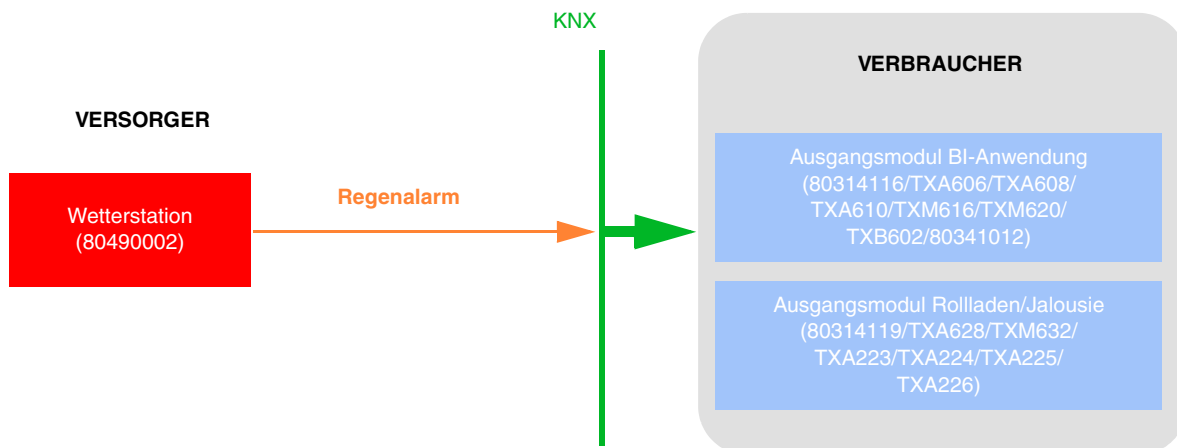 KNX
VERSORGER
Wetterstation
(80490002)
Regenalarm
VERBRAUCHER
Ausgangsmodul BI-Anwendung
(80314116/TXA606/TXA608/
TXA610/TXM616/TXM620/
TXB602/80341012)
Ausgangsmodul Rollladen/Jalousie
(80314119/TXA628/TXM632/
TXA223/TXA224/TXA225/
TXA226)